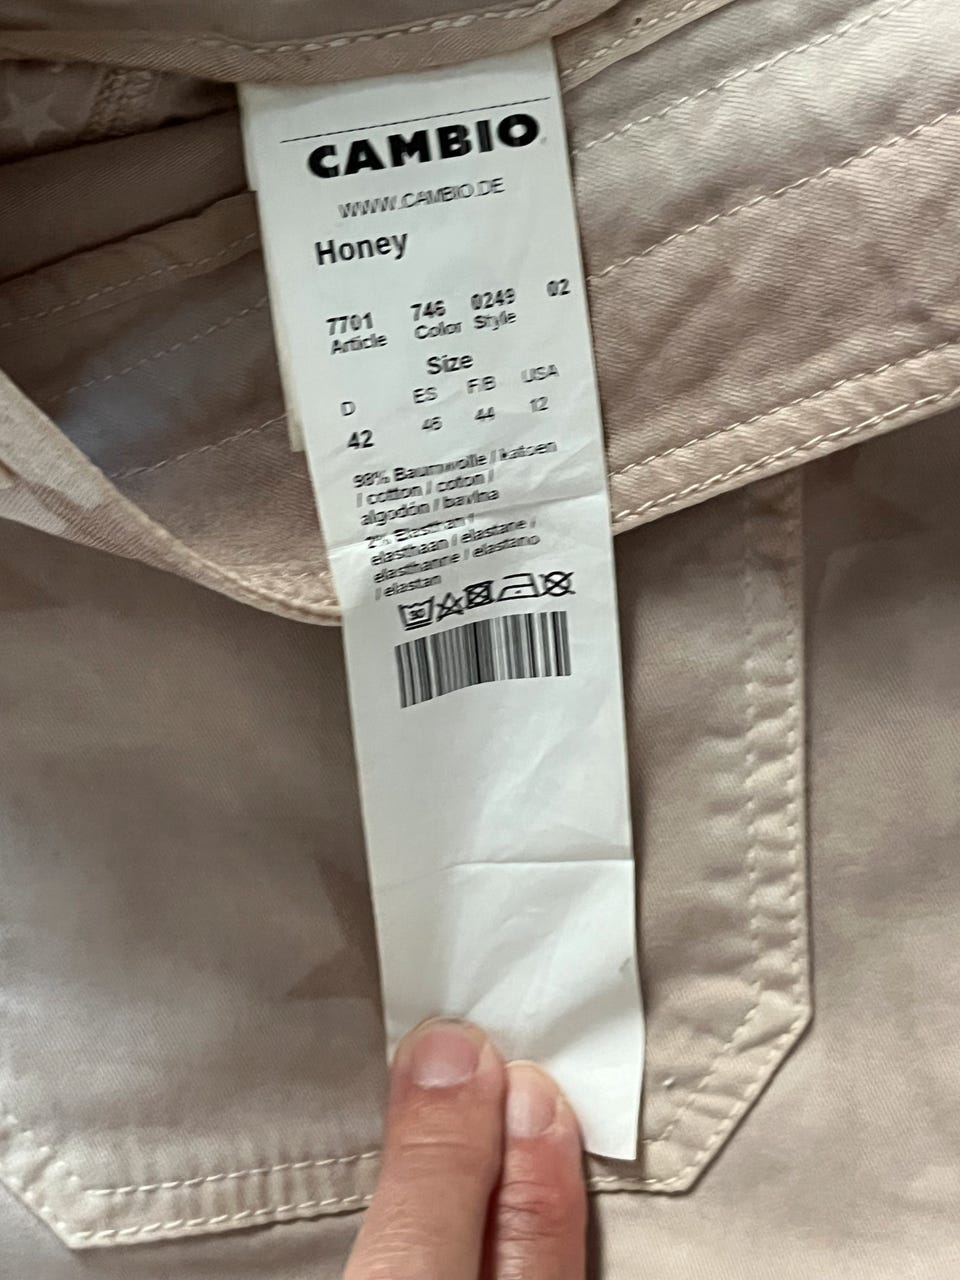 CAMBIO
WWW.CAMBIO.DE
Honey
7701 746 0249 02
Article Color Style
Size
D ES F/B USA
42 46 44 12
98% Baumwolle / katoen
/ cotton / coton /
algodón / bavlna
2% Elasthan /
elasthaan / elastane /
elasthanne / elastano
/ elastan
30